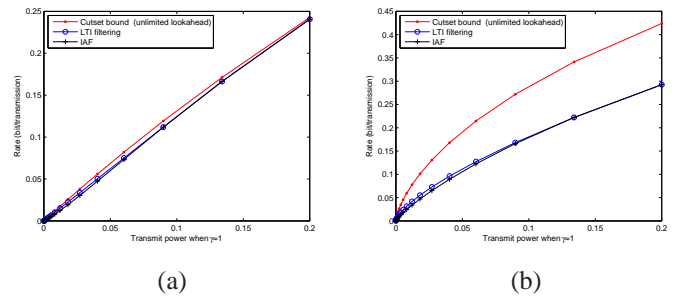 0.25
0.2
0.15
0.1
0.05
0
Rate (bit/transmission)
Cutset bound (unlimited lookahead)
LTI filtering
IAF
0 0.05 0.1 0.15 0.2
Transmit power when γ=1
(a)
0.45
0.4
0.35
0.3
0.25
0.2
0.15
0.1
0.05
0
Rate (bit/transmission)
Cutset bound (unlimited lookahead)
LTI filtering
IAF
0 0.05 0.1 0.15 0.2
Transmit power when γ=1
(b)